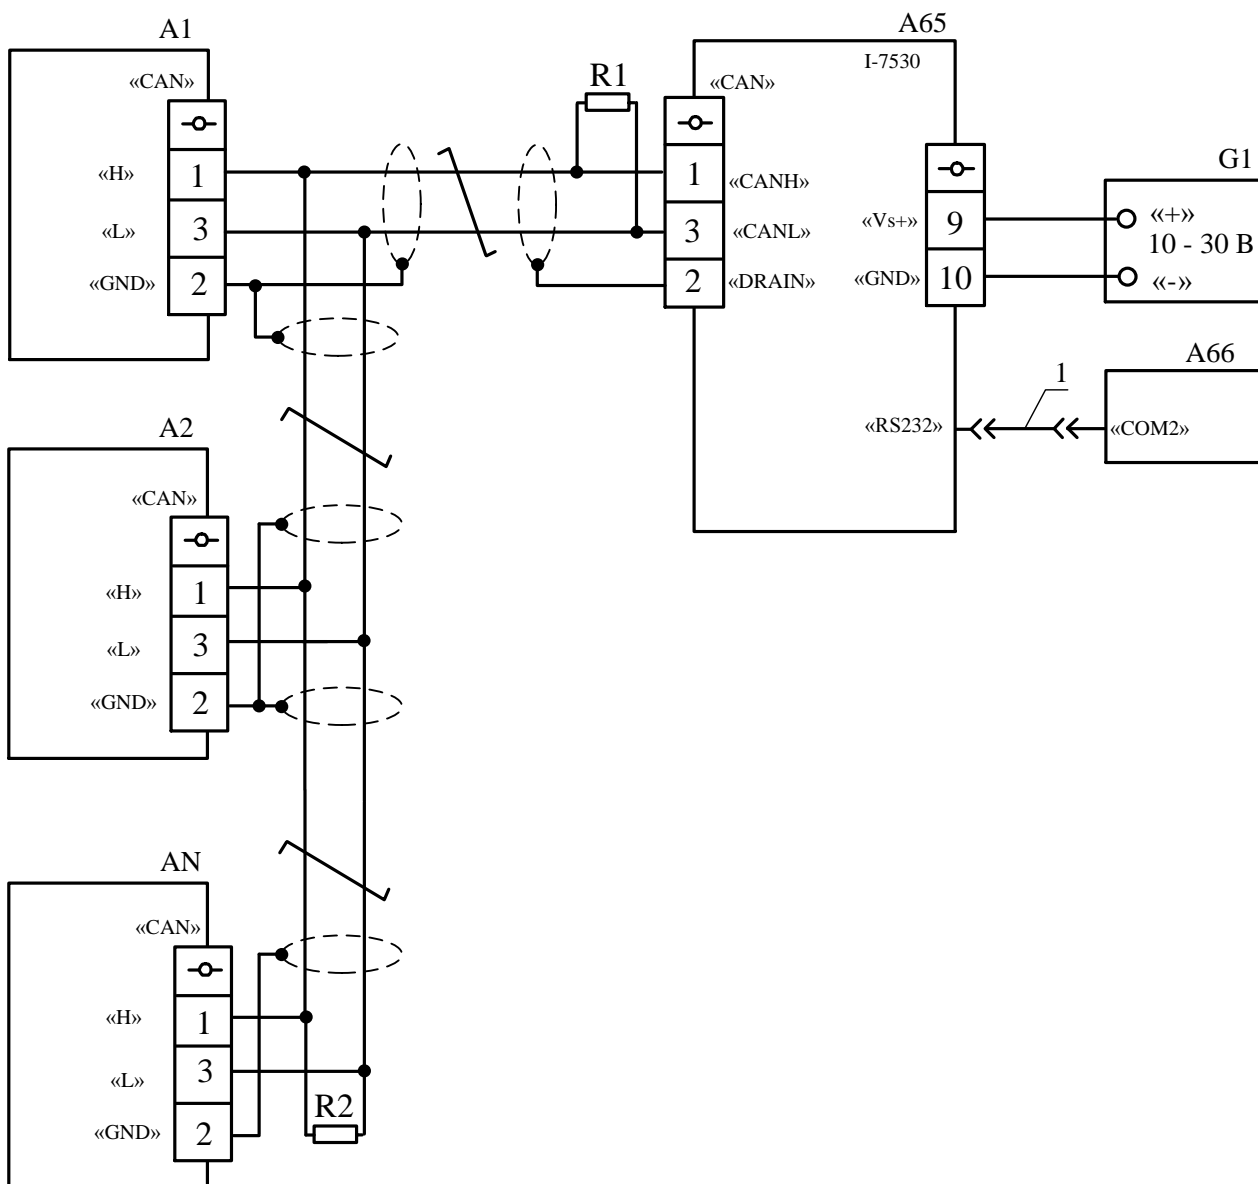 A1
«CAN»
«H» 1
«L» 3
«GND» 2
R1
A65
I-7530
«CAN»
1 «CANH»
3 «CANL»
2 «DRAIN»
«Vs+» 9
«GND» 10
«RS232»
G1
«+»
10 - 30 В
«-»
A66
1
«COM2»
A2
«CAN»
«H» 1
«L» 3
«GND» 2
AN
«CAN»
«H» 1
«L» 3
«GND» 2
R2